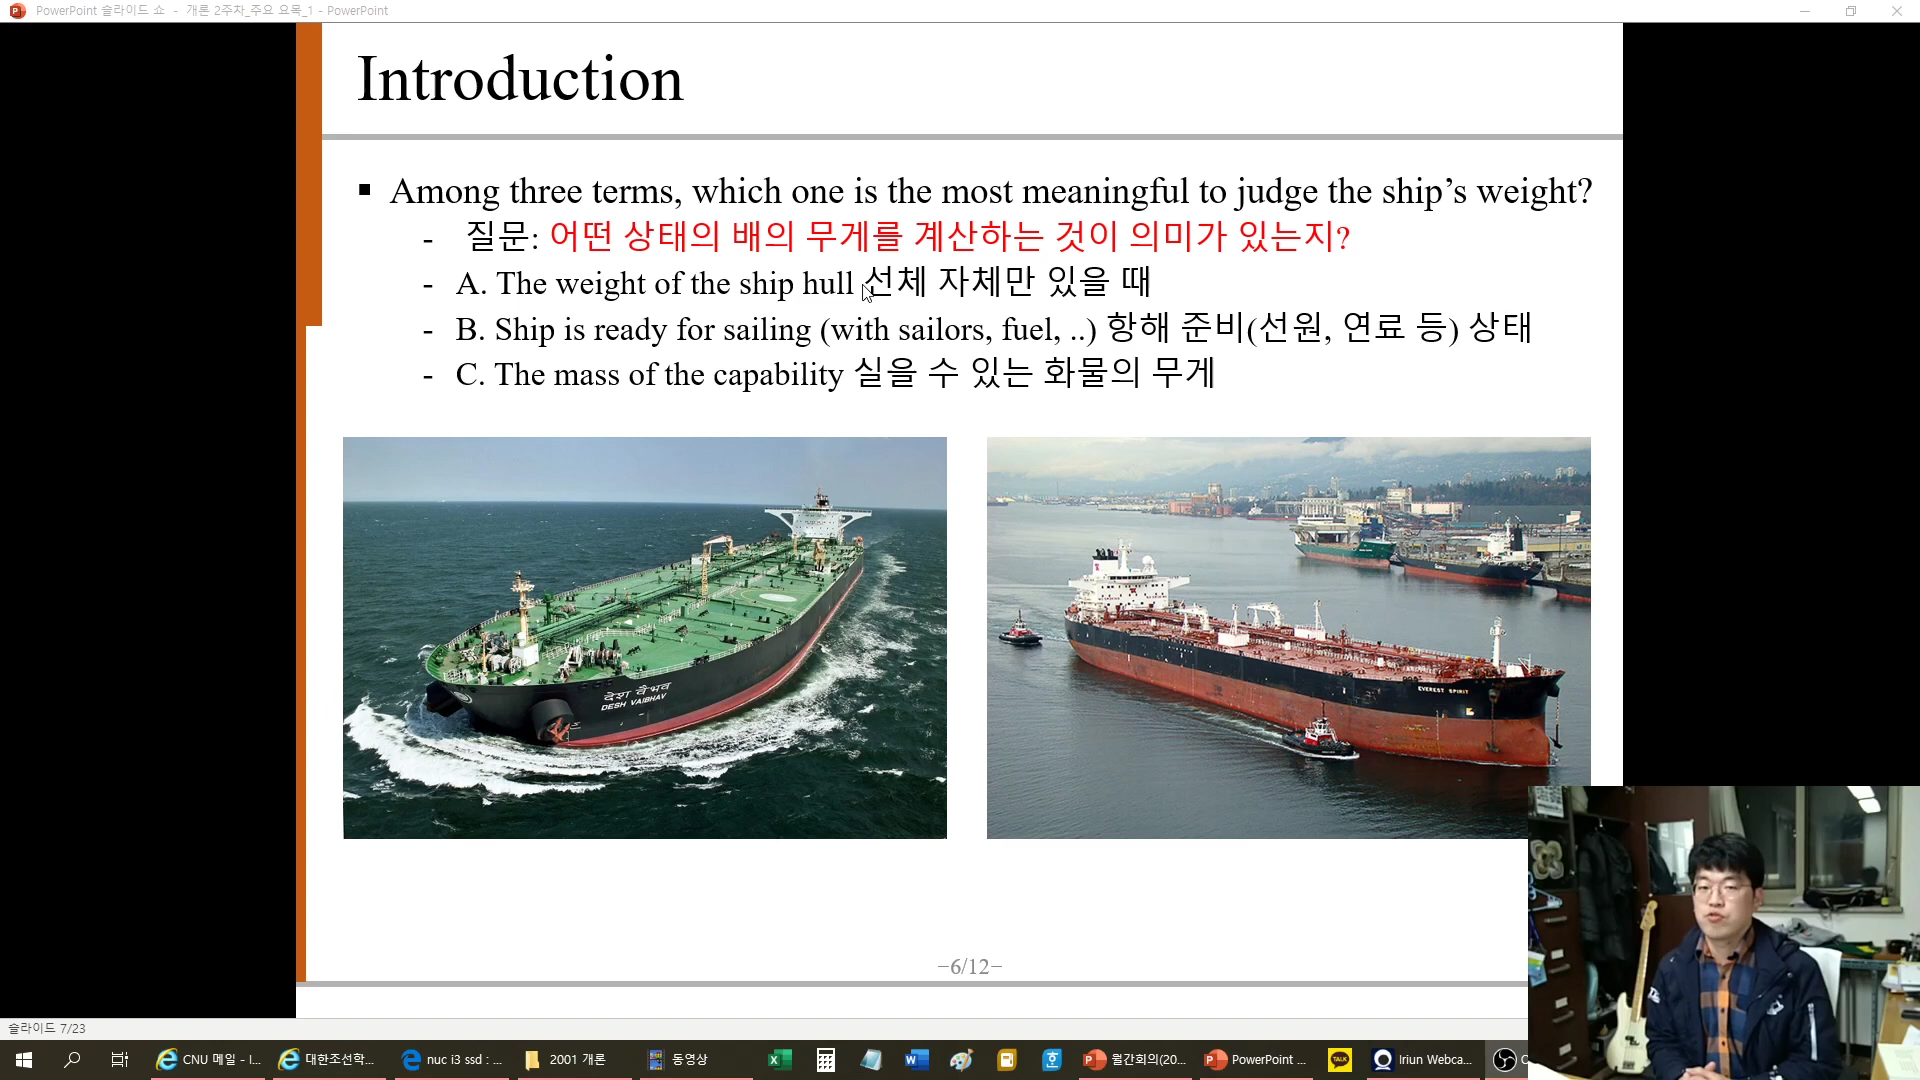 PowerPoint 슬라이드 쇼 - 개론 2주차_주요 요목_1 - PowerPoint
Introduction
▪ Among three terms, which one is the most meaningful to judge the ship’s weight?
- 질문: 어떤 상태의 배의 무게를 계산하는 것이 의미가 있는지?
- A. The weight of the ship hull 선체 자체만 있을 때
- B. Ship is ready for sailing (with sailors, fuel, ..) 항해 준비(선원, 연료 등) 상태
- C. The mass of the capability 실을 수 있는 화물의 무게
देश वैभव
DESH VAIBHAV
EVEREST SPIRIT
−6/12−
슬라이드 7/23
CNU 메일 - I...
대한조선학...
nuc i3 ssd : ...
2001 개론
동영상
월간회의(20...
PowerPoint ...
TALK
Iriun Webca...